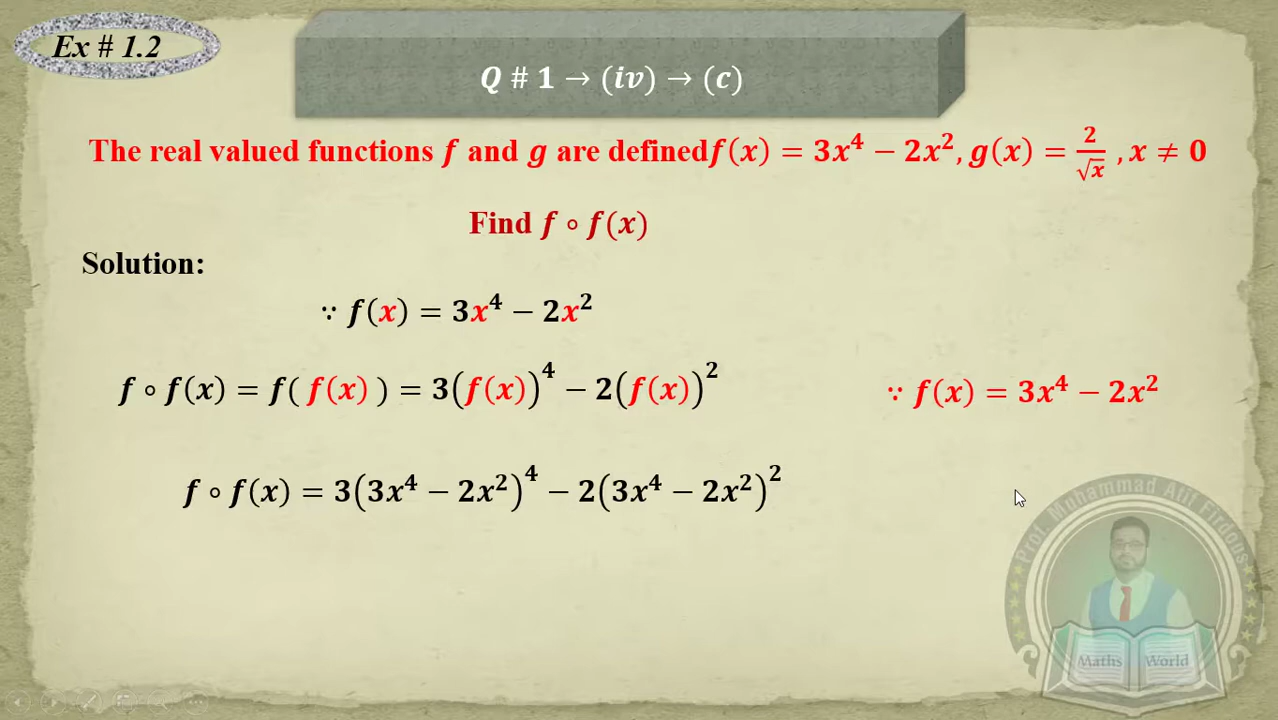 Ex # 1.2
Q # 1 → (iv) → (c)
The real valued functions f and g are definedf(x) = 3x⁴ − 2x², g(x) = 2/√x , x ≠ 0
Find f ∘ f(x)
Solution:
∵ f(x) = 3x⁴ − 2x²
f ∘ f(x) = f( f(x) ) = 3(f(x))⁴ − 2(f(x))² ∵ f(x) = 3x⁴ − 2x²
f ∘ f(x) = 3(3x⁴ − 2x²)⁴ − 2(3x⁴ − 2x²)²
Prof. Muhammad Atif Firdous
Maths World